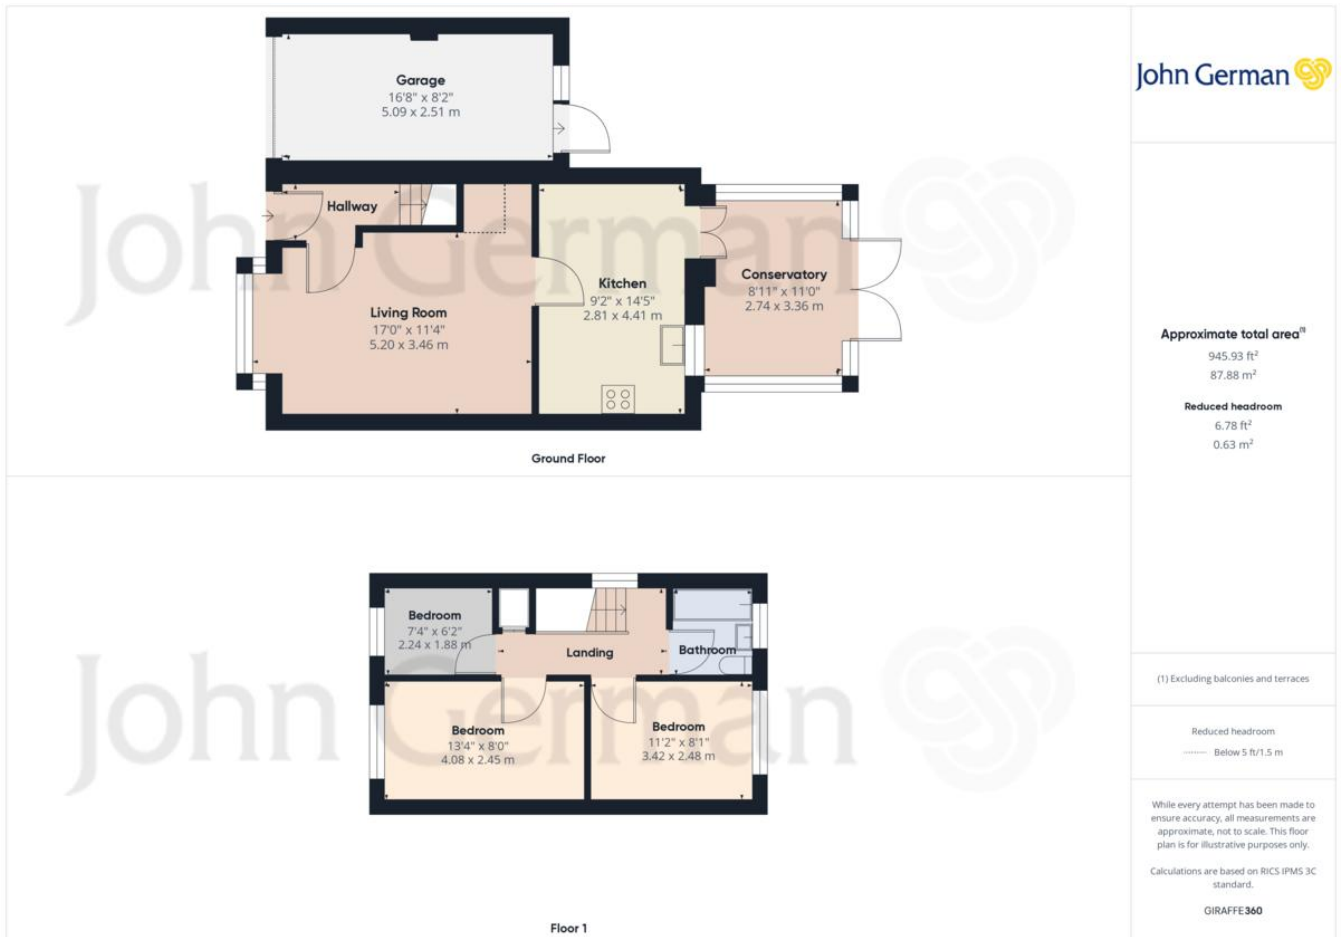 Garage
16'8" x 8'2"
5.09 x 2.51 m
Hallway
Living Room
17'0" x 11'4"
5.20 x 3.46 m
Kitchen
9'2" x 14'5"
2.81 x 4.41 m
Conservatory
8'11" x 11'0"
2.74 x 3.36 m
John German
Ground Floor
Bedroom
7'4" x 6'2"
2.24 x 1.88 m
Landing
Bathroom
Bedroom
13'4" x 8'0"
4.08 x 2.45 m
Bedroom
11'2" x 8'1"
3.42 x 2.48 m
John German
Floor 1
John German
Approximate total area(1)
945.93 ft²
87.88 m²
Reduced headroom
6.78 ft²
0.63 m²
(1) Excluding balconies and terraces
Reduced headroom
Below 5 ft/1.5 m
While every attempt has been made to
ensure accuracy, all measurements are
approximate, not to scale. This floor
plan is for illustrative purposes only.
Calculations are based on RICS IPMS 3C
standard.
GIRAFFE360